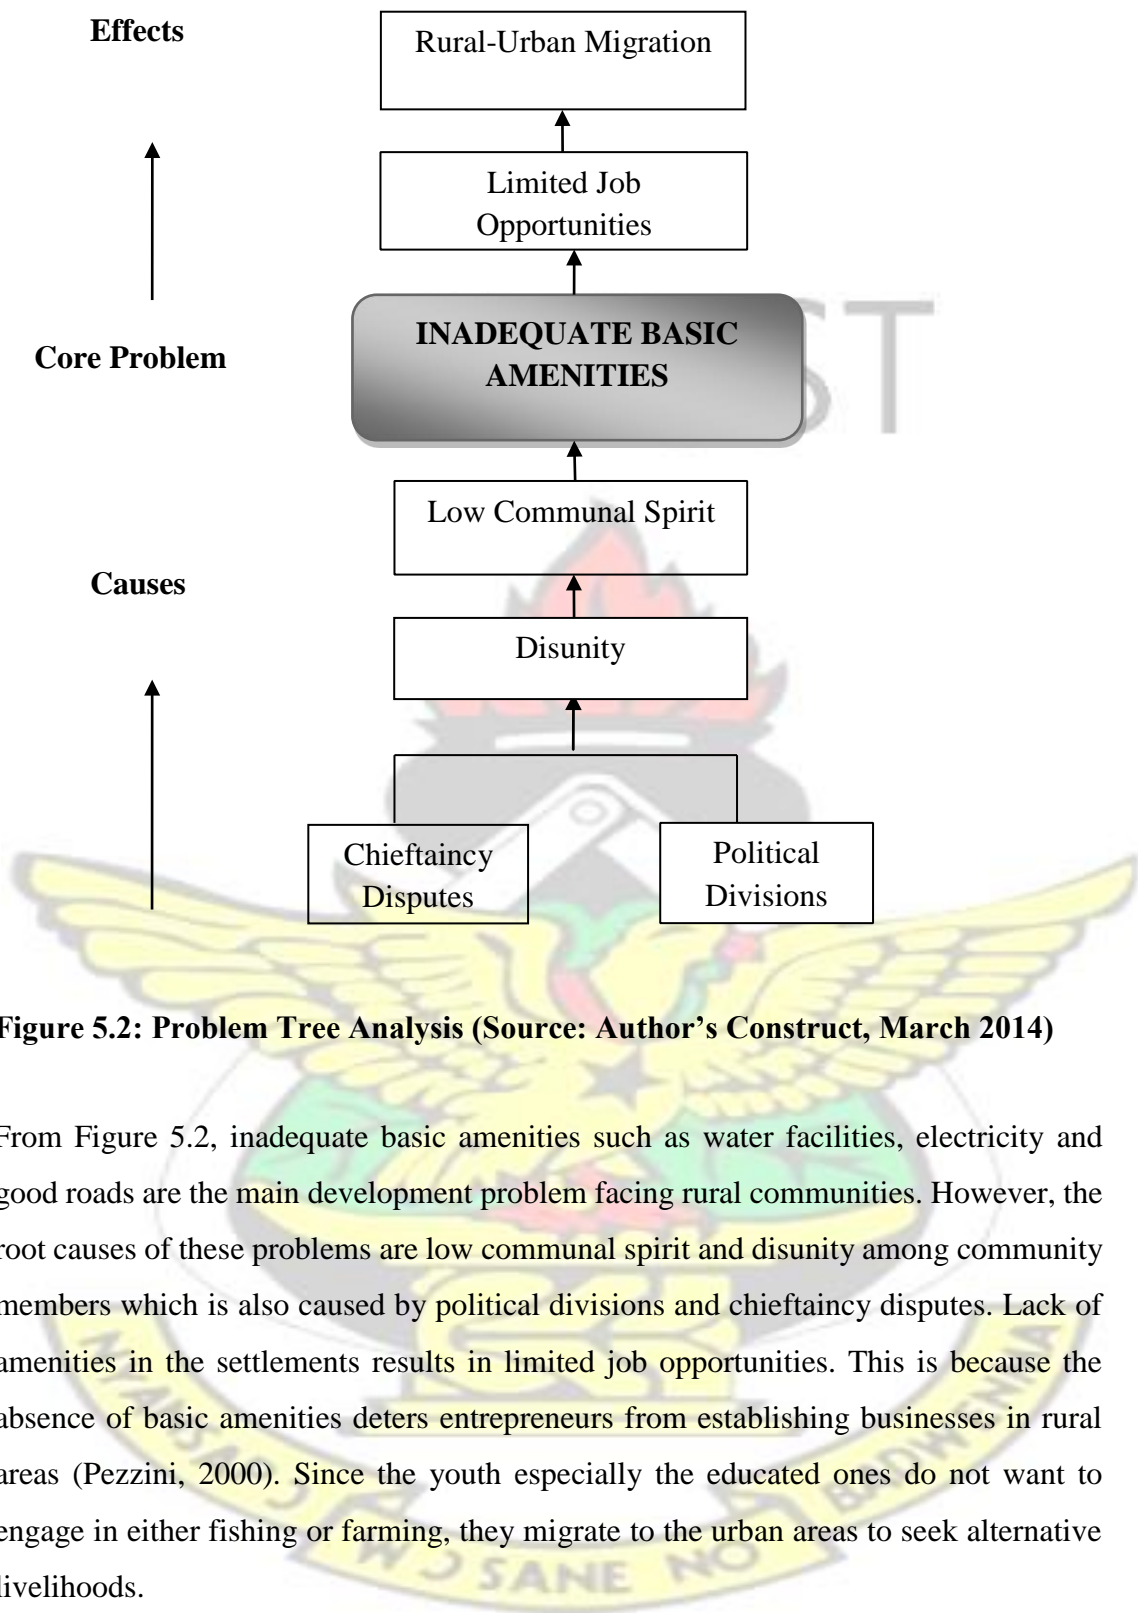 Effects
Rural-Urban Migration
Limited Job
Opportunities
INADEQUATE BASIC
AMENITIES
Core Problem
Low Communal Spirit
Causes
Disunity
Chieftaincy
Disputes
Political
Divisions
Figure 5.2: Problem Tree Analysis (Source: Author's Construct, March 2014)
From Figure 5.2, inadequate basic amenities such as water facilities, electricity and
good roads are the main development problem facing rural communities. However, the
root causes of these problems are low communal spirit and disunity among community
members which is also caused by political divisions and chieftaincy disputes. Lack of
amenities in the settlements results in limited job opportunities. This is because the
absence of basic amenities deters entrepreneurs from establishing businesses in rural
areas (Pezzini, 2000). Since the youth especially the educated ones do not want to
engage in either fishing or farming, they migrate to the urban areas to seek alternative
livelihoods.
ST
SANE NO